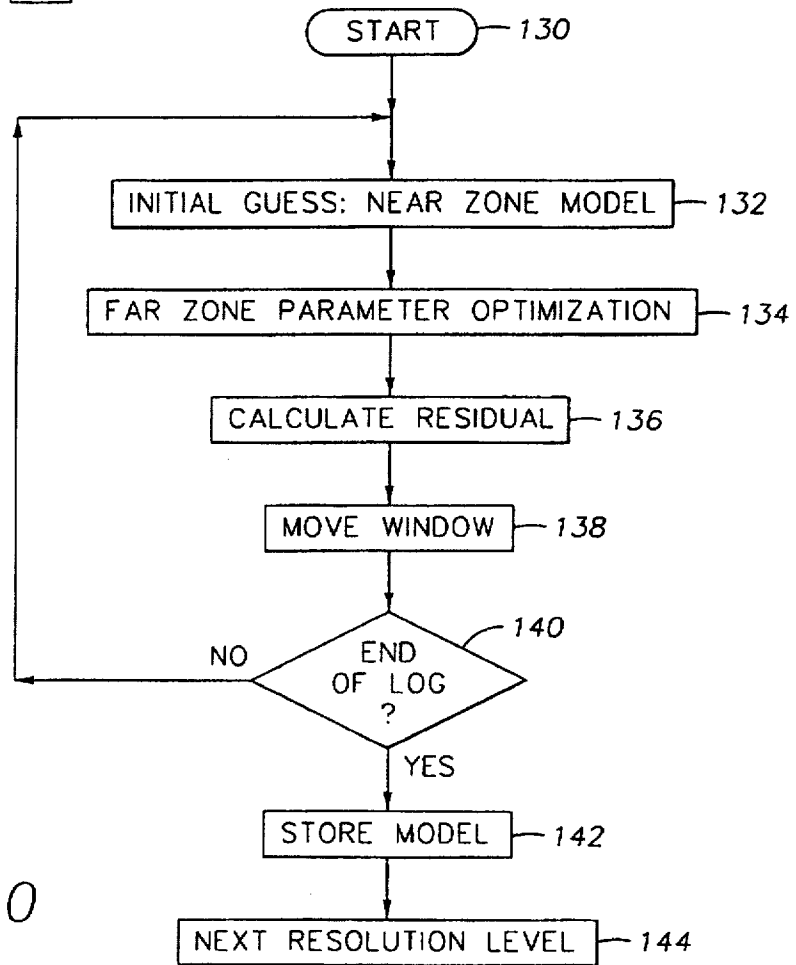 START 130
INITIAL GUESS: NEAR ZONE MODEL 132
FAR ZONE PARAMETER OPTIMIZATION 134
CALCULATE RESIDUAL 136
MOVE WINDOW 138
140
NO
END
OF LOG
?
YES
STORE MODEL 142
0
NEXT RESOLUTION LEVEL 144